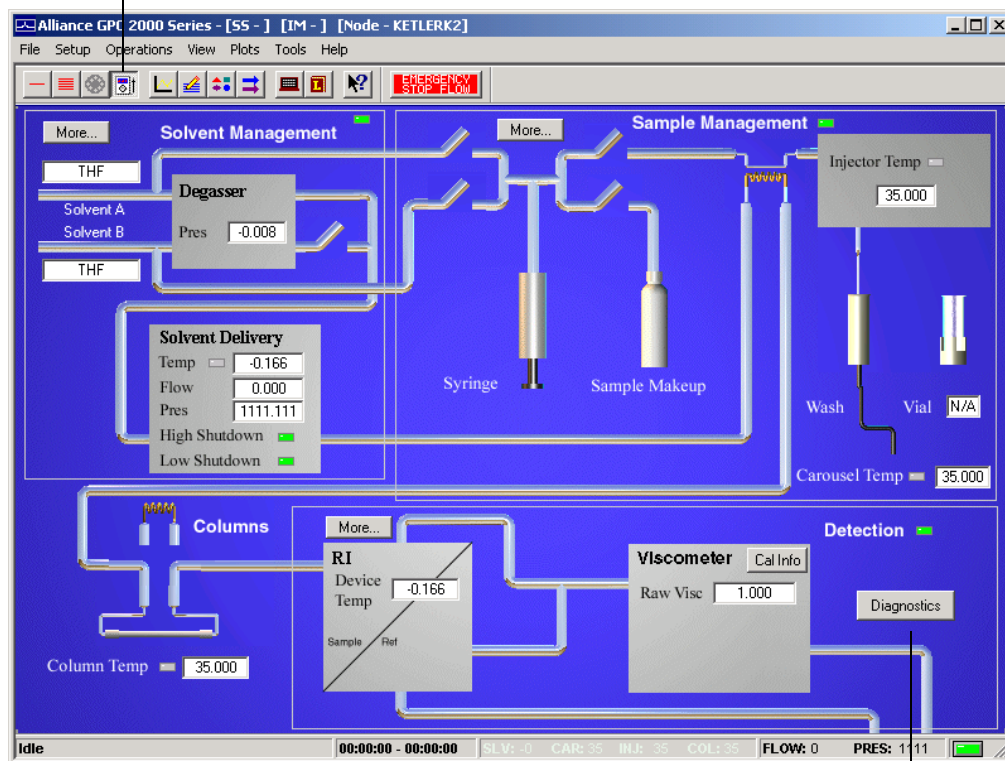 Alliance GPC 2000 Series - [SS - ] [IM - ] [Node - KETLERK2]
File Setup Operations View Plots Tools Help
EMERGENCY
STOP FLOW
More...
Solvent Management
THF
Solvent A
Solvent B
THF
Degasser
Pres -0.008
Solvent Delivery
Temp -0.166
Flow 0.000
Pres 1111.111
High Shutdown
Low Shutdown
More...
Sample Management
Injector Temp
35.000
Syringe
Sample Makeup
Wash
Vial N/A
Carousel Temp 35.000
Columns
Column Temp 35.000
More...
Detection
RI
Device
Temp
-0.166
Sample
Ref
VIscometer
Cal Info
Raw Visc 1.000
Diagnostics
Idle
00:00:00 - 00:00:00
SLV: -0 CAR: 35 INJ: 35 COL: 35
FLOW: 0
PRES: 1111